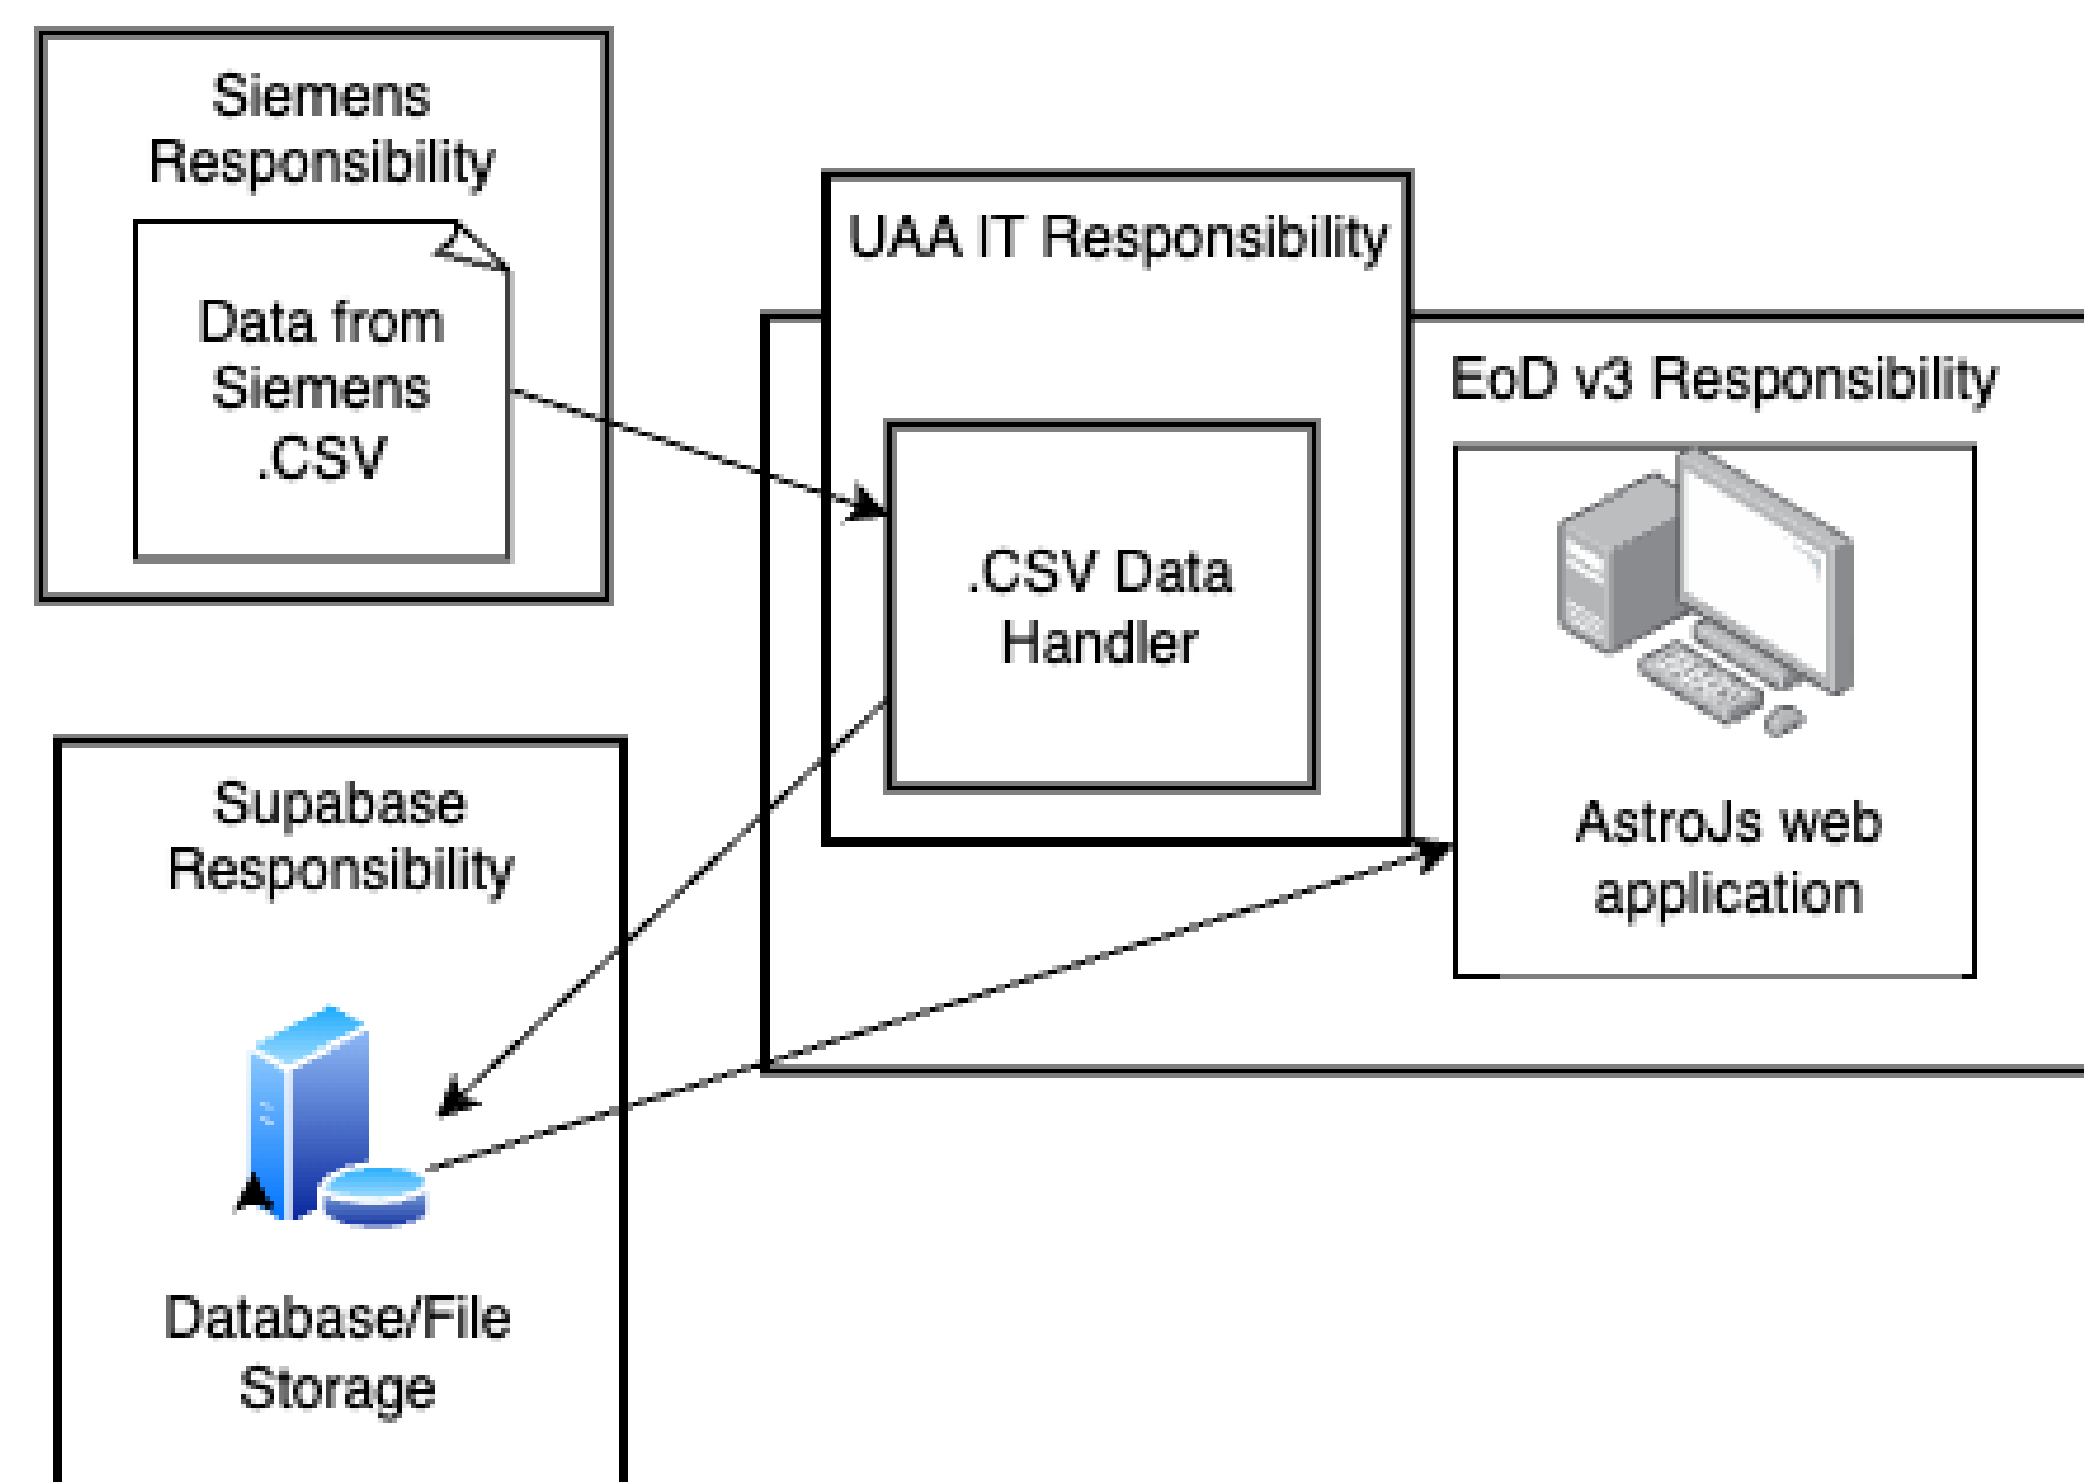 Siemens
Responsibility
Data from
Siemens
.CSV
UAA IT Responsibility
.CSV Data
Handler
EoD v3 Responsibility
AstroJs web
application
Supabase
Responsibility
Database/File
Storage